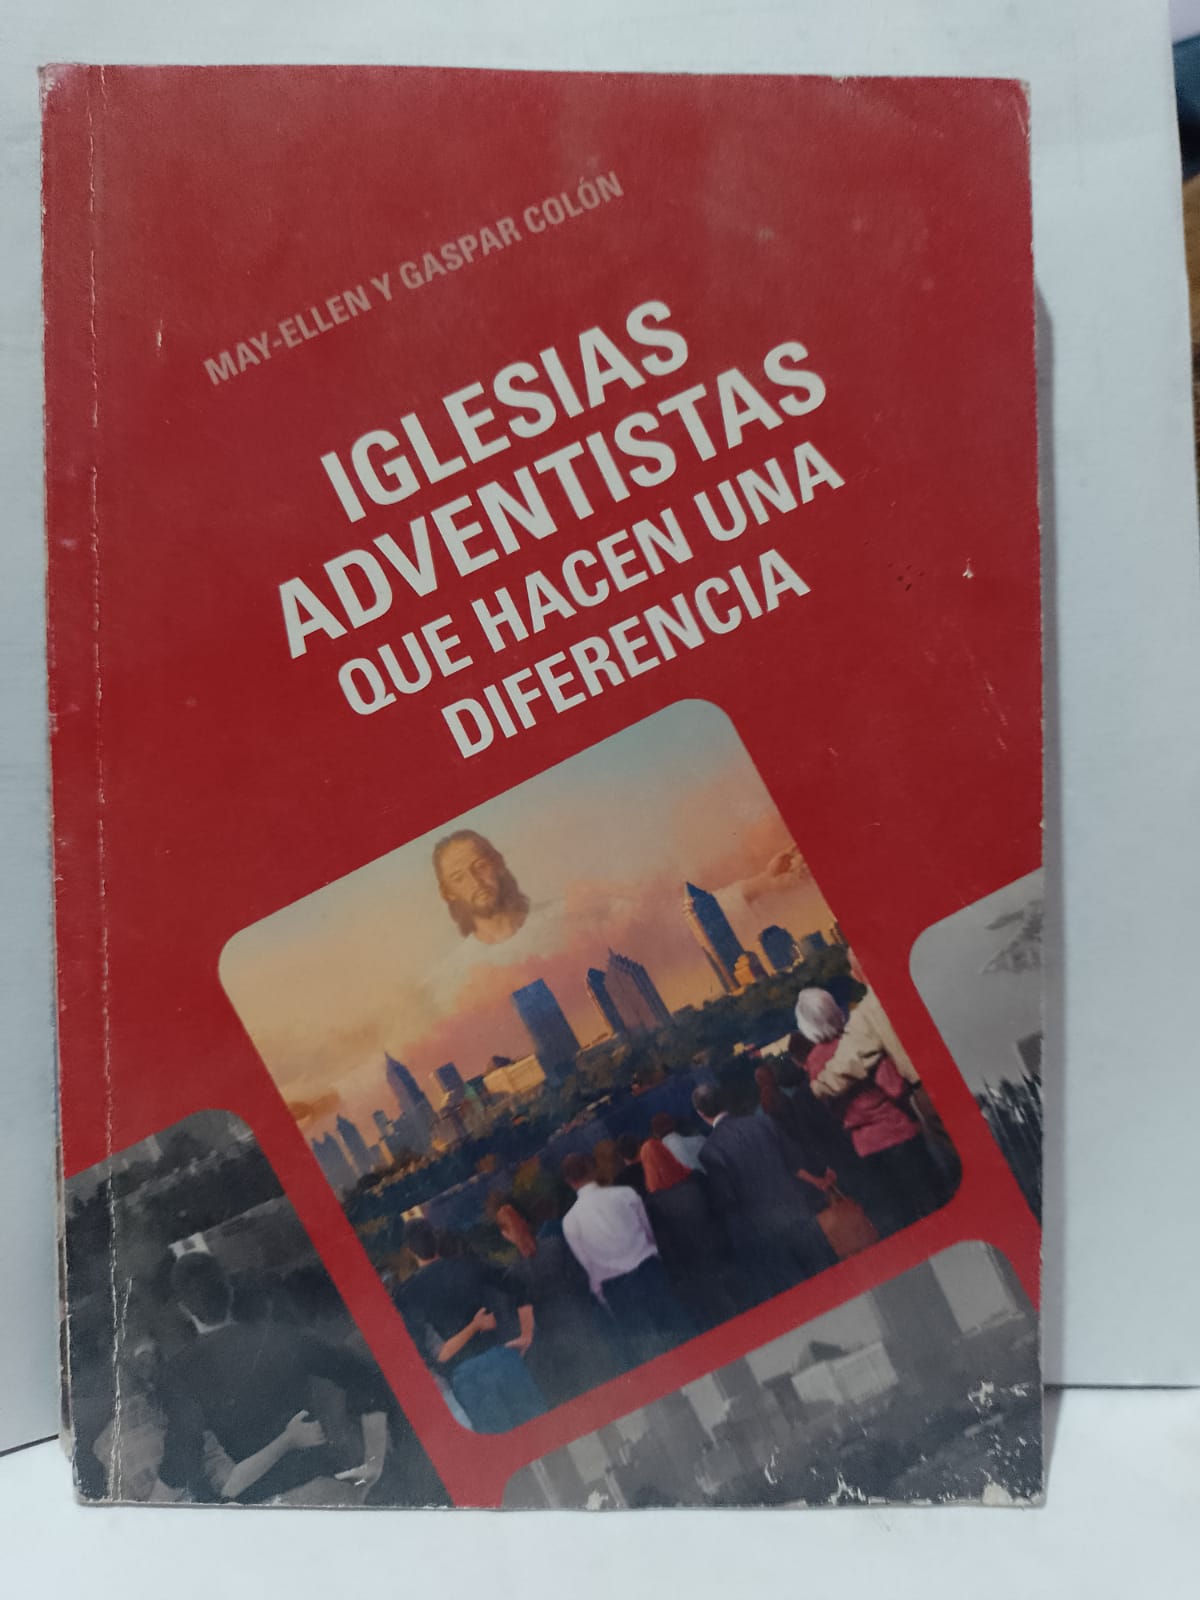 MAY-ELLEN Y GASPAR COLÓN
IGLESIAS
ADVENTISTAS
QUE HACEN UNA
DIFERENCIA